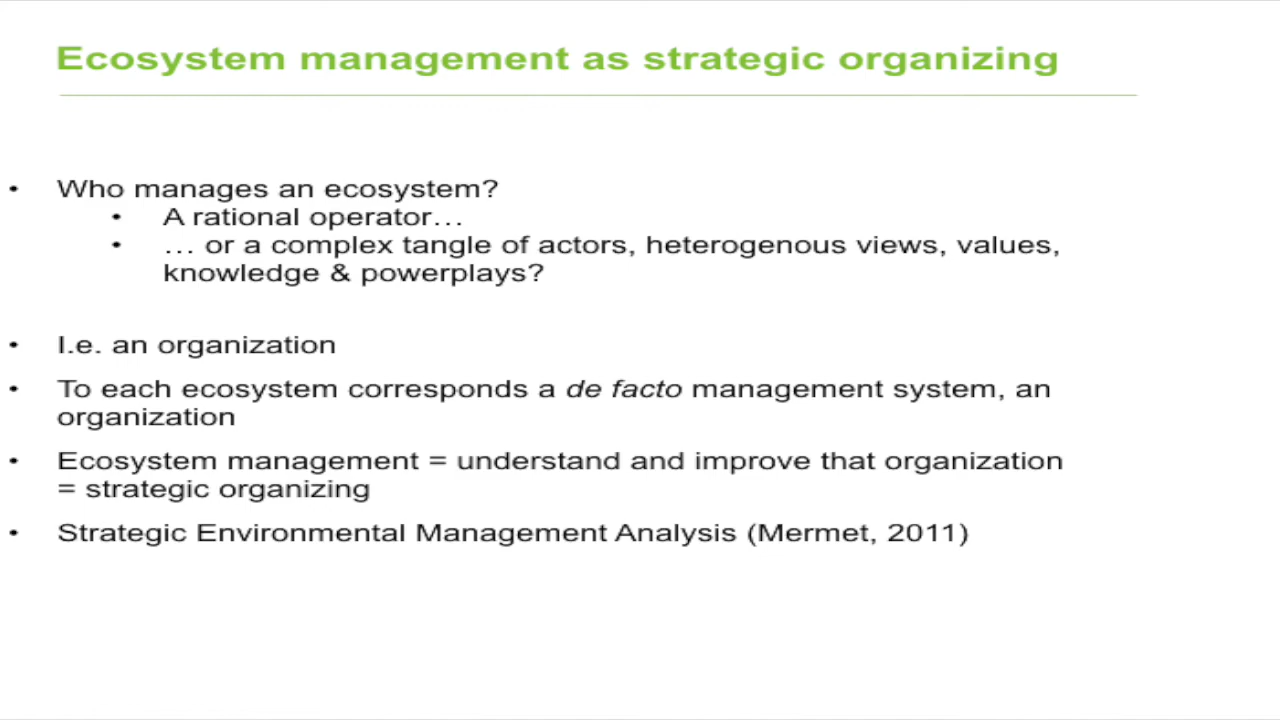 Ecosystem management as strategic organizing
• Who manages an ecosystem?
• A rational operator…
• … or a complex tangle of actors, heterogenous views, values,
knowledge & powerplays?
• I.e. an organization
• To each ecosystem corresponds a de facto management system, an
organization
• Ecosystem management = understand and improve that organization
= strategic organizing
• Strategic Environmental Management Analysis (Mermet, 2011)